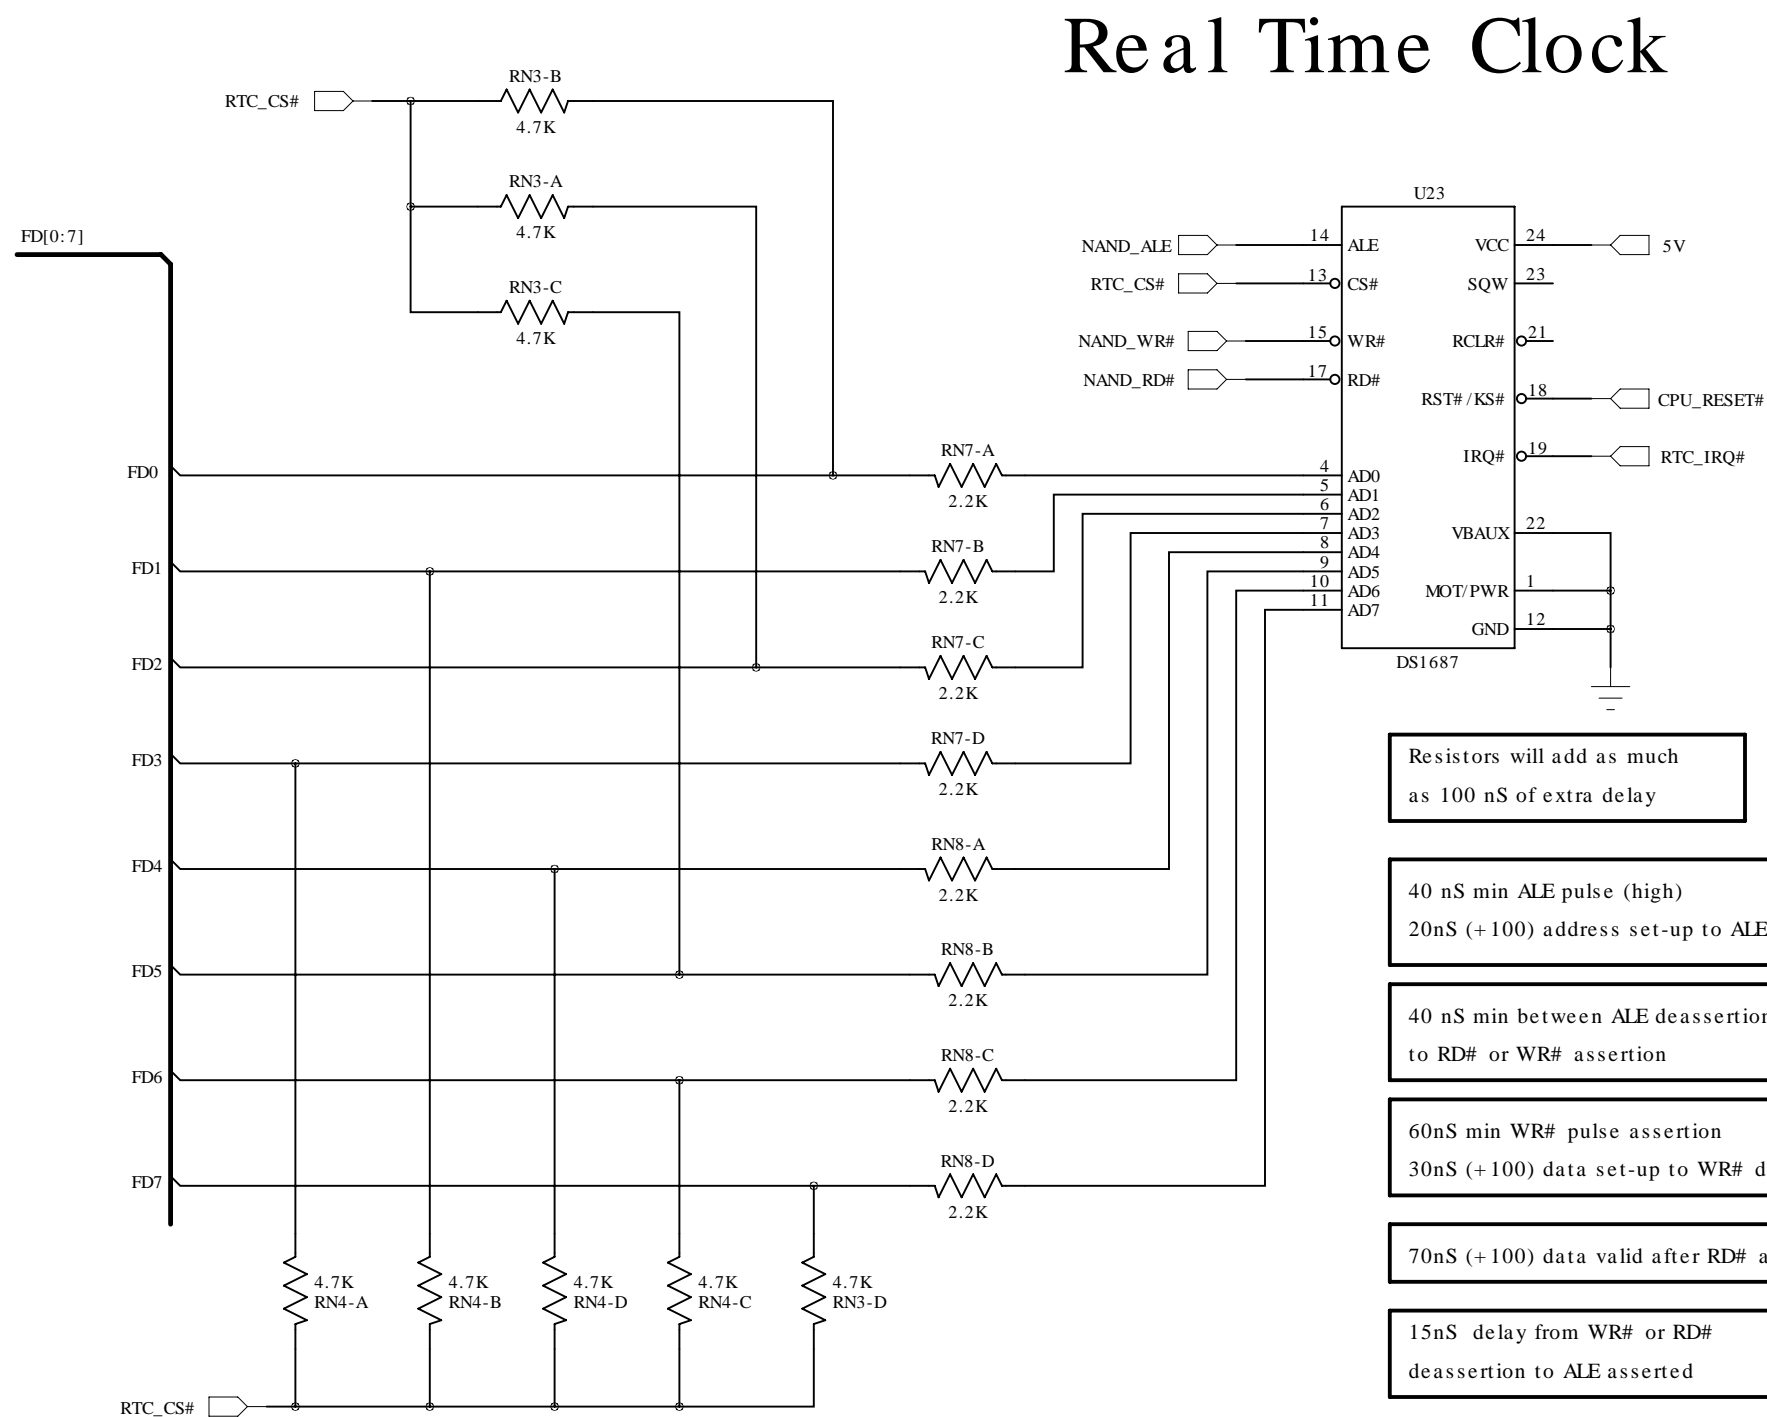 Real Time Clock
RN3-B
RTC_CS#
4.7K
RN3-A
4.7K
RN3-C
4.7K
FD[0:7]
FD0
FD1
FD2
FD3
FD4
FD5
FD6
FD7
RN7-A
2.2K
RN7-B
2.2K
RN7-C
2.2K
RN7-D
2.2K
RN8-A
2.2K
RN8-B
2.2K
RN8-C
2.2K
RN8-D
2.2K
4.7K
RN4-A
4.7K
RN4-B
4.7K
RN4-D
4.7K
RN4-C
4.7K
RN3-D
RTC_CS#
U23
NAND_ALE 14 ALE
RTC_CS# 13 CS#
NAND_WR# 15 WR#
NAND_RD# 17 RD#
4 AD0
5 AD1
6 AD2
7 AD3
8 AD4
9 AD5
10 AD6
11 AD7
VCC 24 5V
SQW 23
RCLR# 21
RST#/KS# 18 CPU_RESET#
IRQ# 19 RTC_IRQ#
VBAUX 22
MOT/PWR 1
GND 12
DS1687
Resistors will add as much
as 100 nS of extra delay
40 nS min ALE pulse (high)
20nS (+100) address set-up to ALE
40 nS min between ALE deassertion
to RD# or WR# assertion
60nS min WR# pulse assertion
30nS (+100) data set-up to WR# d
70nS (+100) data valid after RD# a
15nS delay from WR# or RD#
deassertion to ALE asserted